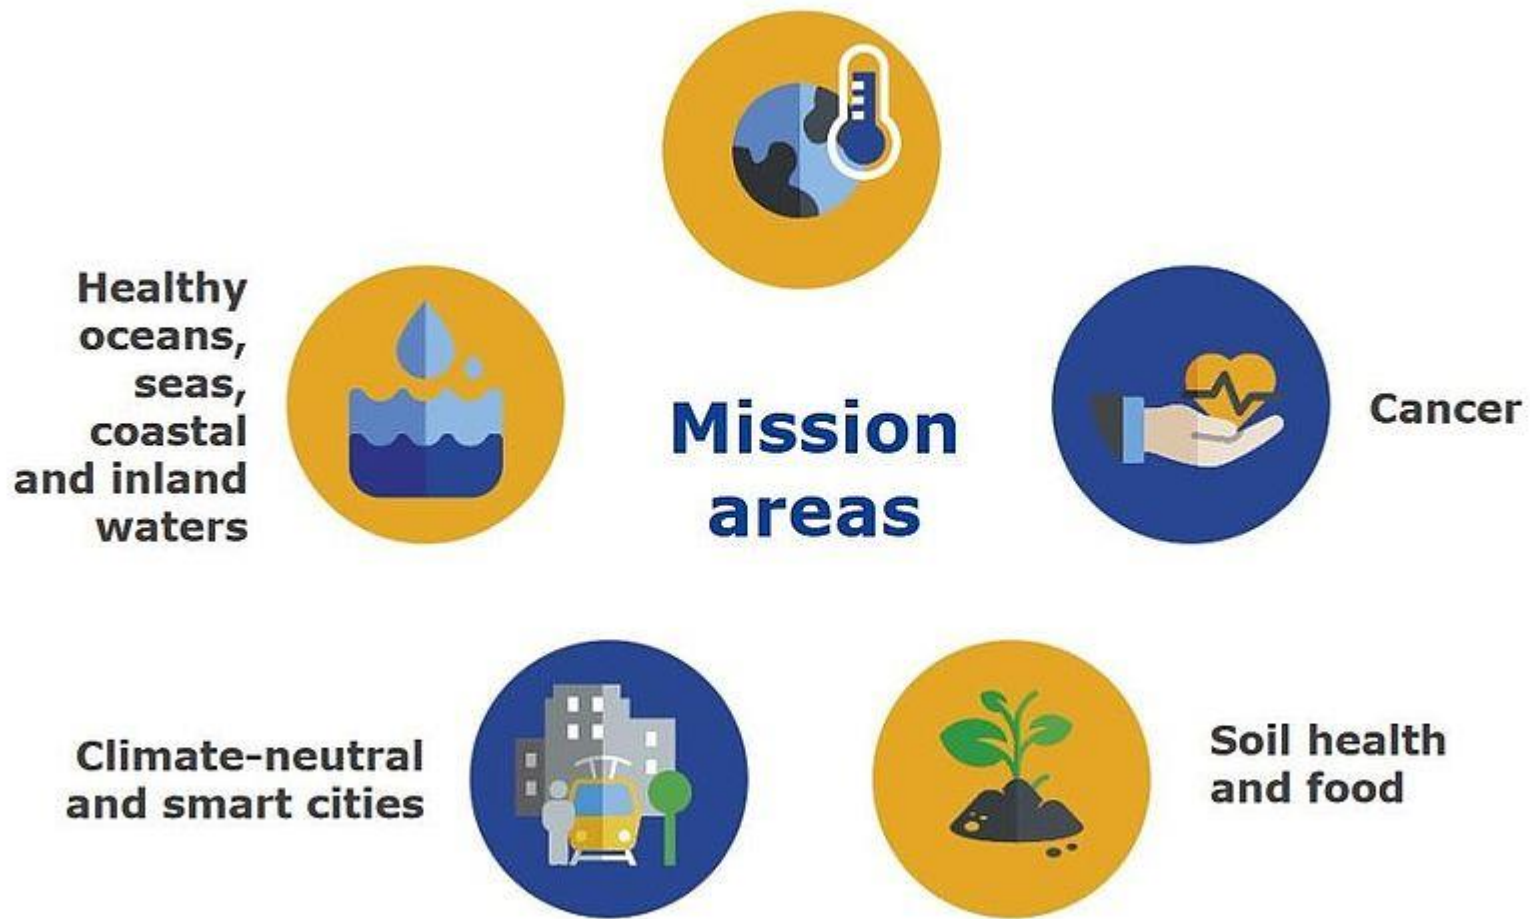 Healthy
oceans,
seas,
coastal
and inland
waters
Mission
areas
Cancer
Climate-neutral
and smart cities
Soil health
and food